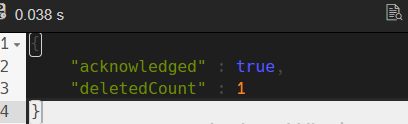 0.038 s
1 {
2 "acknowledged" : true,
3 "deletedCount" : 1
4 }